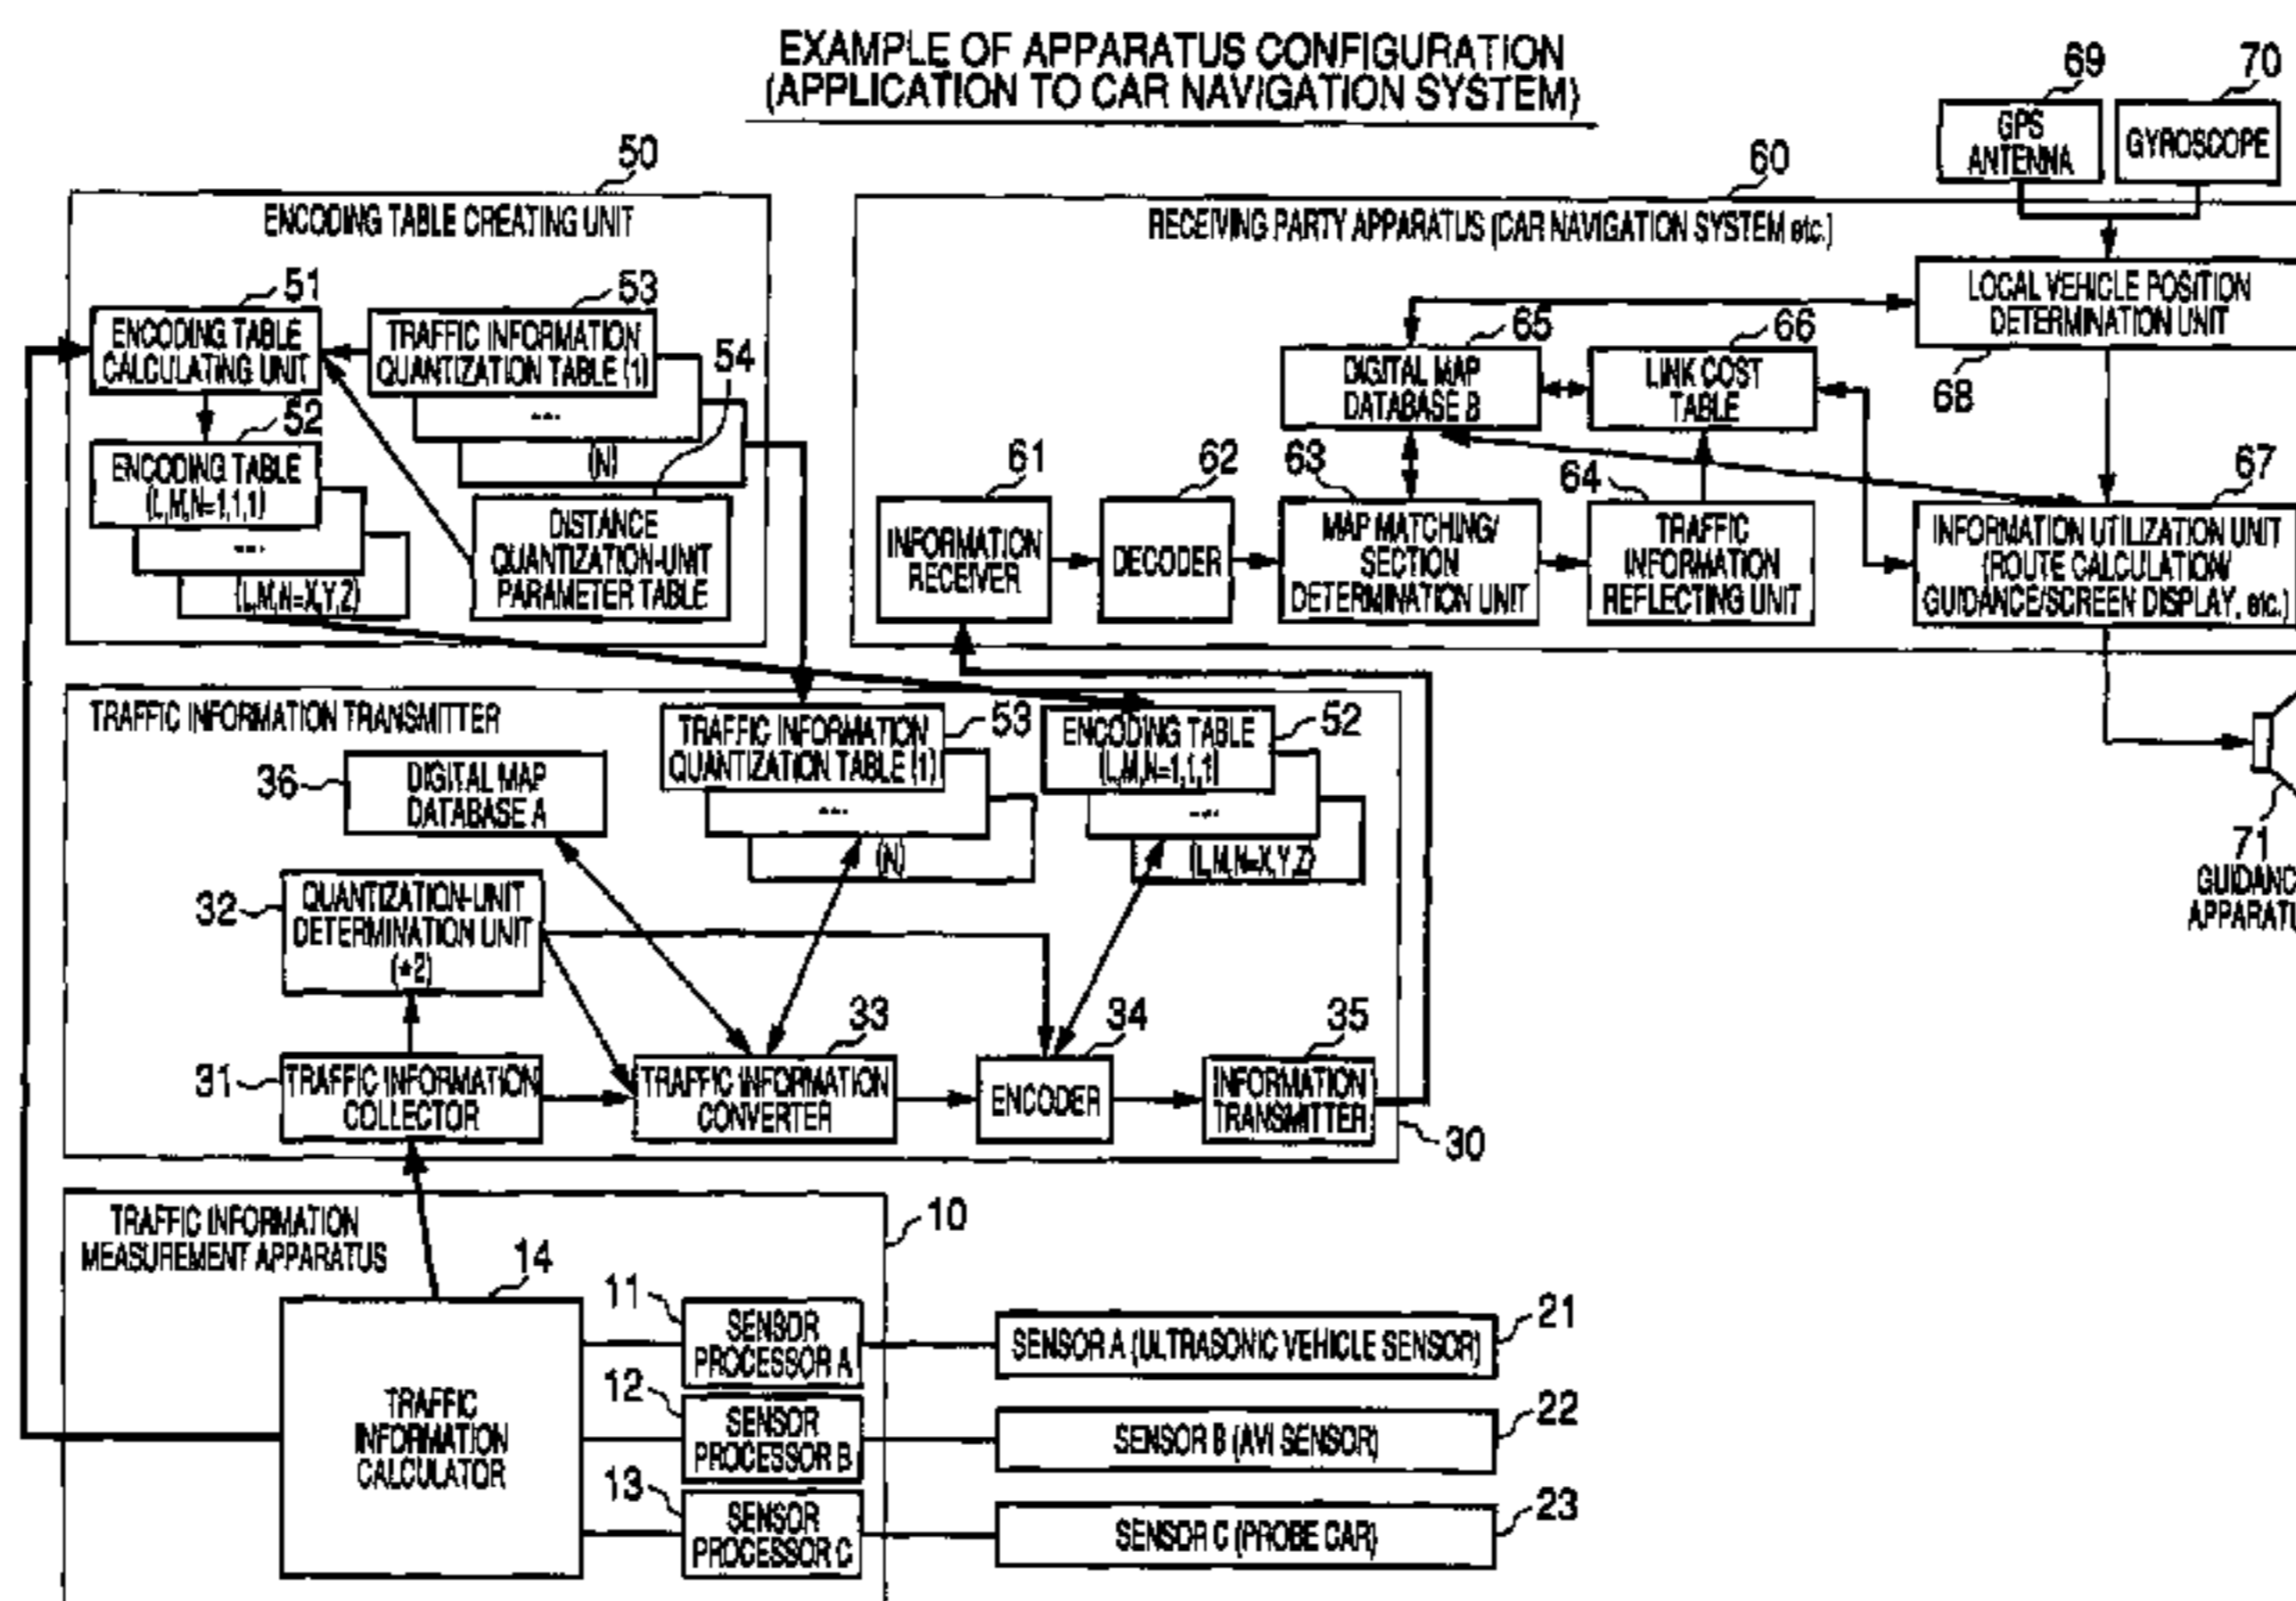 EXAMPLE OF APPARATUS CONFIGURATION
(APPLICATION TO CAR NAVIGATION SYSTEM)
69
70
GPS
ANTENNA
GYROSCOPE
50
ENCODING TABLE CREATING UNIT
51
ENCODING TABLE
CALCULATING UNIT
53
TRAFFIC INFORMATION
QUANTIZATION TABLE (1)
...
(N)
54
52
ENCODING TABLE
(L,M,N=1,1,1)
...
(L,M,N=X,Y,Z)
DISTANCE
QUANTIZATION-UNIT
PARAMETER TABLE
60
RECEIVING PARTY APPARATUS (CAR NAVIGATION SYSTEM etc.)
LOCAL VEHICLE POSITION
DETERMINATION UNIT
68
65
DIGITAL MAP
DATABASE B
66
LINK COST
TABLE
61
INFORMATION
RECEIVER
62
DECODER
63
MAP MATCHING/
SECTION
DETERMINATION UNIT
64
TRAFFIC
INFORMATION
REFLECTING UNIT
67
INFORMATION UTILIZATION UNIT
(ROUTE CALCULATION/
GUIDANCE/SCREEN DISPLAY, etc.)
71
GUIDANC
APPARATU
TRAFFIC INFORMATION TRANSMITTER
36
DIGITAL MAP
DATABASE A
TRAFFIC INFORMATION
QUANTIZATION TABLE (1)
53
...
(N)
ENCODING TABLE
(L,M,N=1,1,1)
52
...
(L,M,N=X,Y,Z)
32
QUANTIZATION-UNIT
DETERMINATION UNIT
(*2)
31
TRAFFIC INFORMATION
COLLECTOR
33
TRAFFIC INFORMATION
CONVERTER
34
ENCODER
35
INFORMATION
TRANSMITTER
30
TRAFFIC INFORMATION
MEASUREMENT APPARATUS
10
14
TRAFFIC
INFORMATION
CALCULATOR
11
SENSOR
PROCESSOR A
12
SENSOR
PROCESSOR B
13
SENSOR
PROCESSOR C
SENSOR A (ULTRASONIC VEHICLE SENSOR)
21
SENSOR B (AVI SENSOR)
22
SENSOR C (PROBE CAR)
23